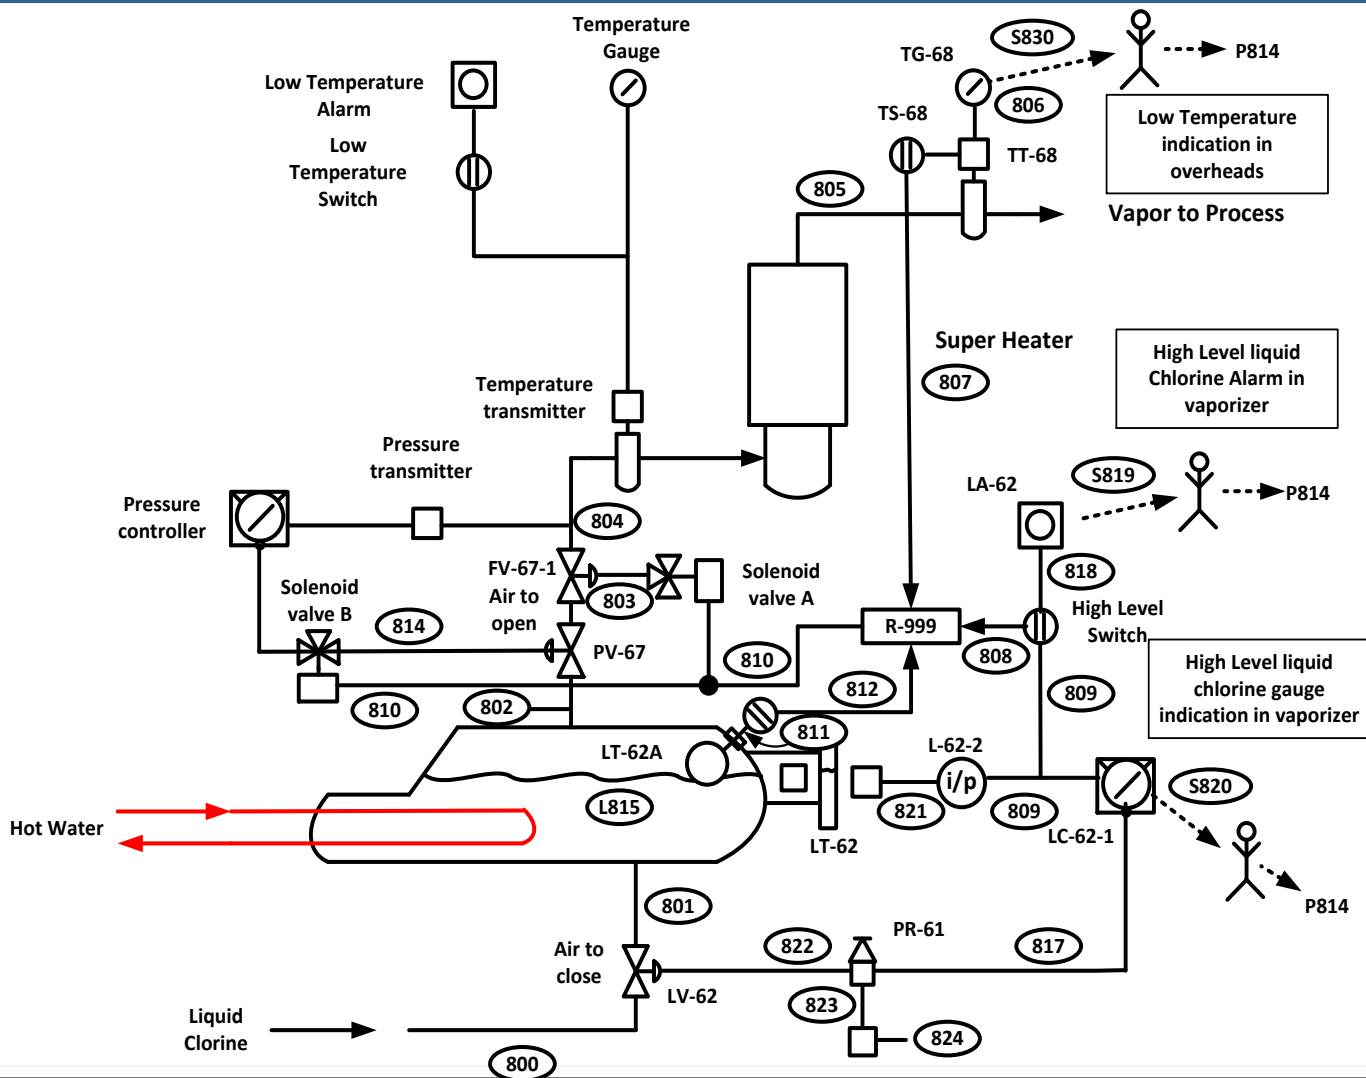 Temperature
Gauge
S830
P814
TG-68
Low Temperature
Alarm
806
TS-68
Low Temperature
indication in
overheads
Low
Temperature
Switch
TT-68
805
Vapor to Process
Super Heater
High Level liquid
Chlorine Alarm in
vaporizer
807
Temperature
transmitter
Pressure
transmitter
S819
LA-62
P814
Pressure
controller
804
FV-67-1
Air to
open
803
Solenoid
valve A
818
Solenoid
valve B
High Level
Switch
814
R-999
PV-67
808
810
High Level liquid
chlorine gauge
indication in vaporizer
812
809
810
802
811
LT-62A
L-62-2
i/p
S820
L815
821
809
Hot Water
LC-62-1
LT-62
801
P814
PR-61
Air to
close
822
817
LV-62
823
Liquid
Clorine
824
800